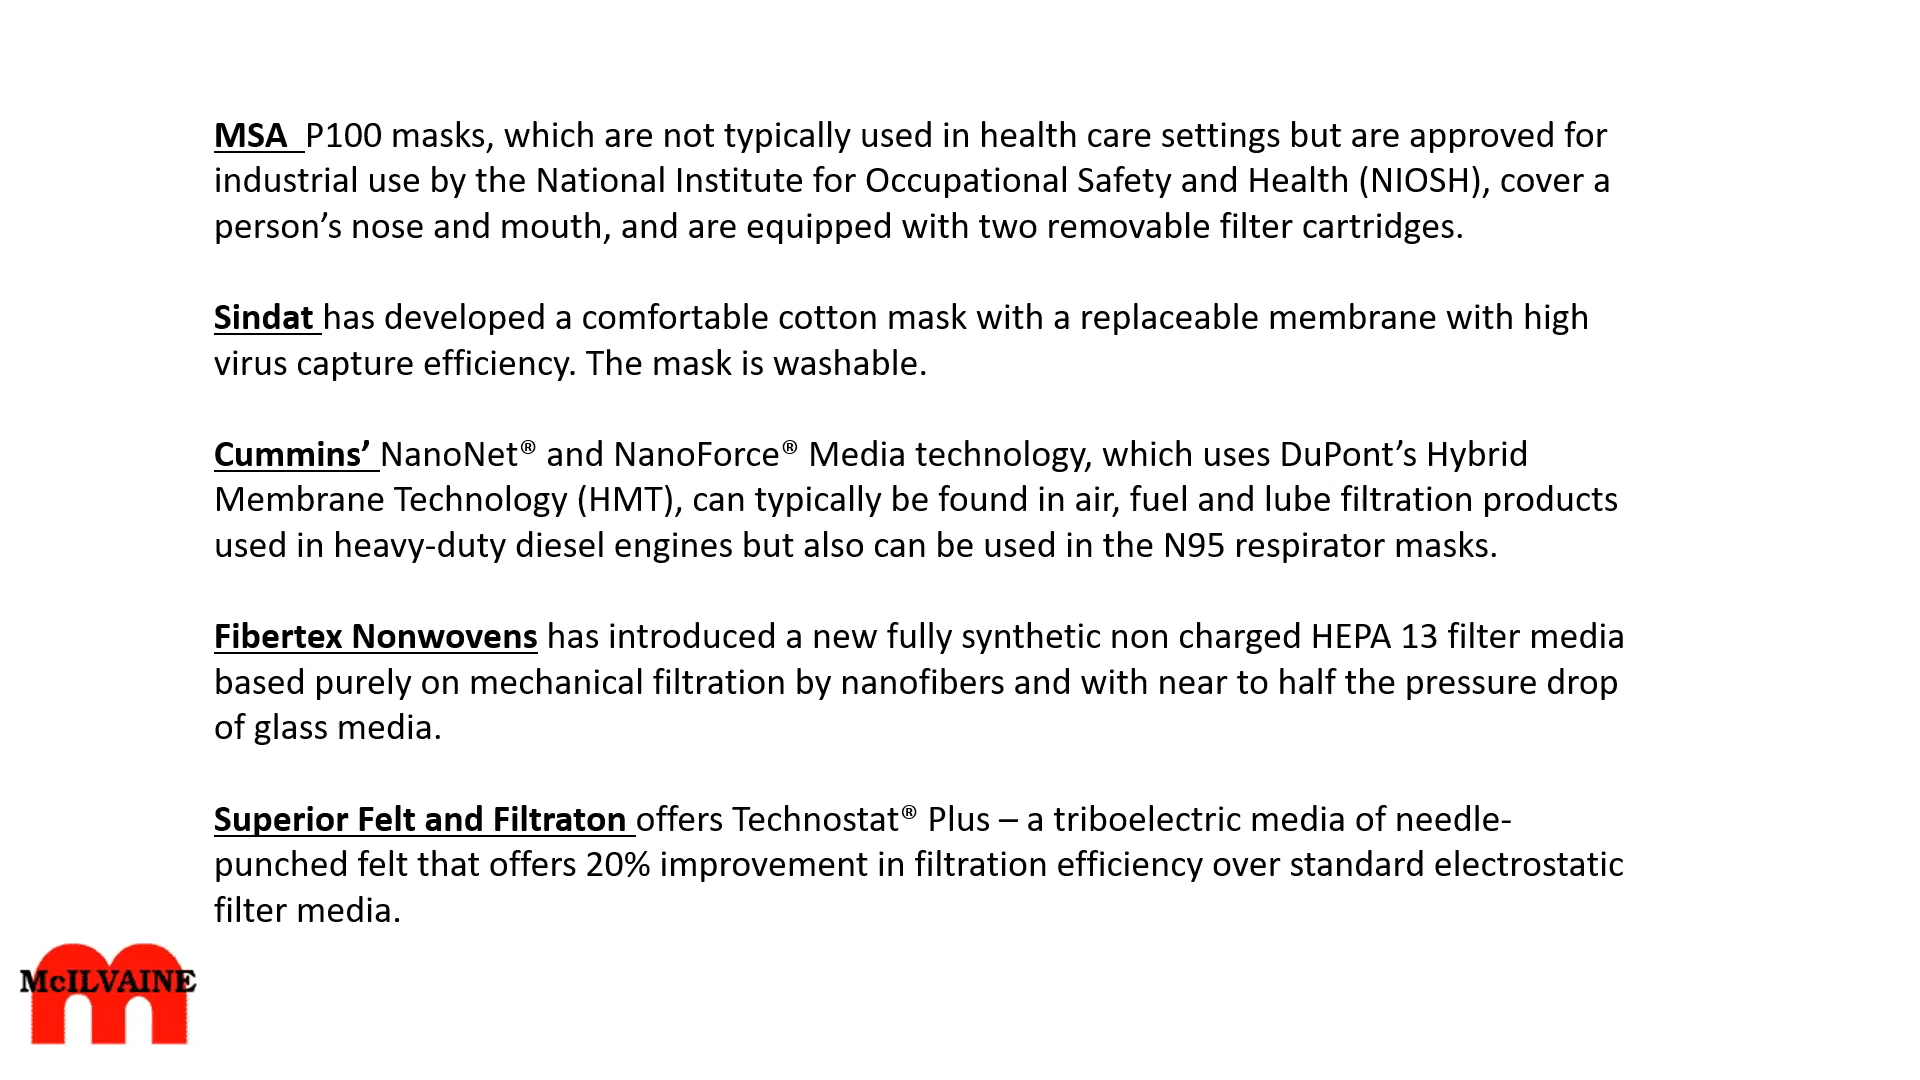 MSA P100 masks, which are not typically used in health care settings but are approved for
industrial use by the National Institute for Occupational Safety and Health (NIOSH), cover a
person’s nose and mouth, and are equipped with two removable filter cartridges.
Sindat has developed a comfortable cotton mask with a replaceable membrane with high
virus capture efficiency. The mask is washable.
Cummins’ NanoNet® and NanoForce® Media technology, which uses DuPont’s Hybrid
Membrane Technology (HMT), can typically be found in air, fuel and lube filtration products
used in heavy-duty diesel engines but also can be used in the N95 respirator masks.
Fibertex Nonwovens has introduced a new fully synthetic non charged HEPA 13 filter media
based purely on mechanical filtration by nanofibers and with near to half the pressure drop
of glass media.
Superior Felt and Filtraton offers Technostat® Plus – a triboelectric media of needle-
punched felt that offers 20% improvement in filtration efficiency over standard electrostatic
filter media.
McILVAINE